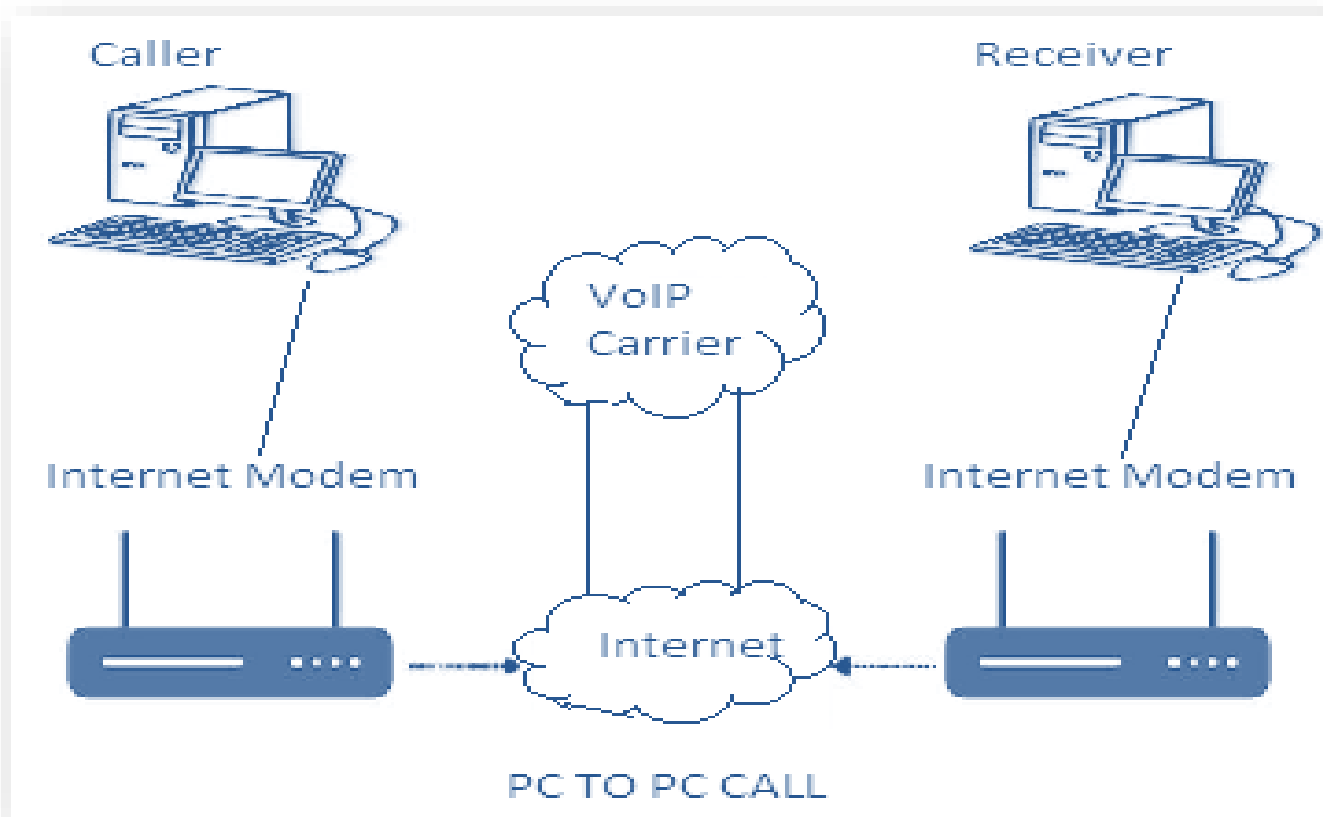 Caller
Receiver
VoIP
Carrier
Internet Modem
Internet Modem
Internet
PC TO PC CALL